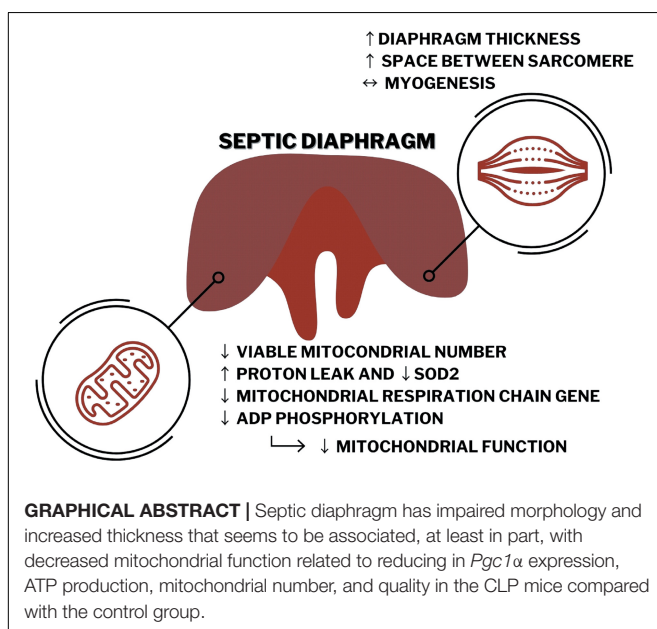 ↑ DIAPHRAGM THICKNESS
↑ SPACE BETWEEN SARCOMERE
↔ MYOGENESIS
SEPTIC DIAPHRAGM
↓ VIABLE MITOCONDRIAL NUMBER
↑ PROTON LEAK AND ↓SOD2
↓ MITOCHONDRIAL RESPIRATION CHAIN GENE
↓ ADP PHOSPHORYLATION
↓ MITOCHONDRIAL FUNCTION
GRAPHICAL ABSTRACT | Septic diaphragm has impaired morphology and
increased thickness that seems to be associated, at least in part, with
decreased mitochondrial function related to reducing in Pgc1α expression,
ATP production, mitochondrial number, and quality in the CLP mice compared
with the control group.